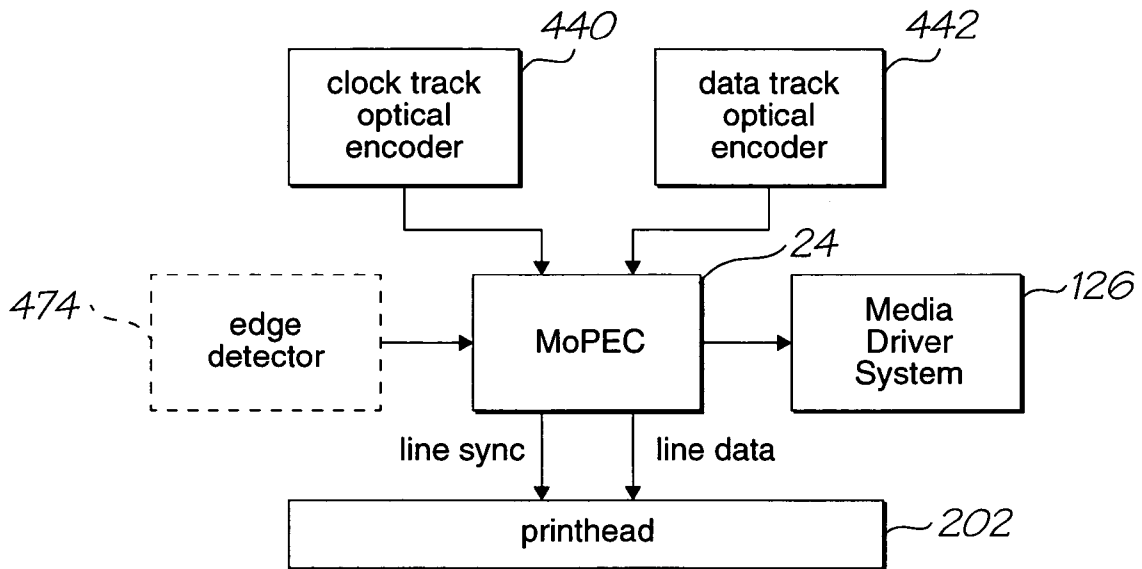 440
442
clock track
optical
encoder
data track
optical
encoder
24
474
edge
detector
MoPEC
126
Media
Driver
System
line sync
line data
printhead
202